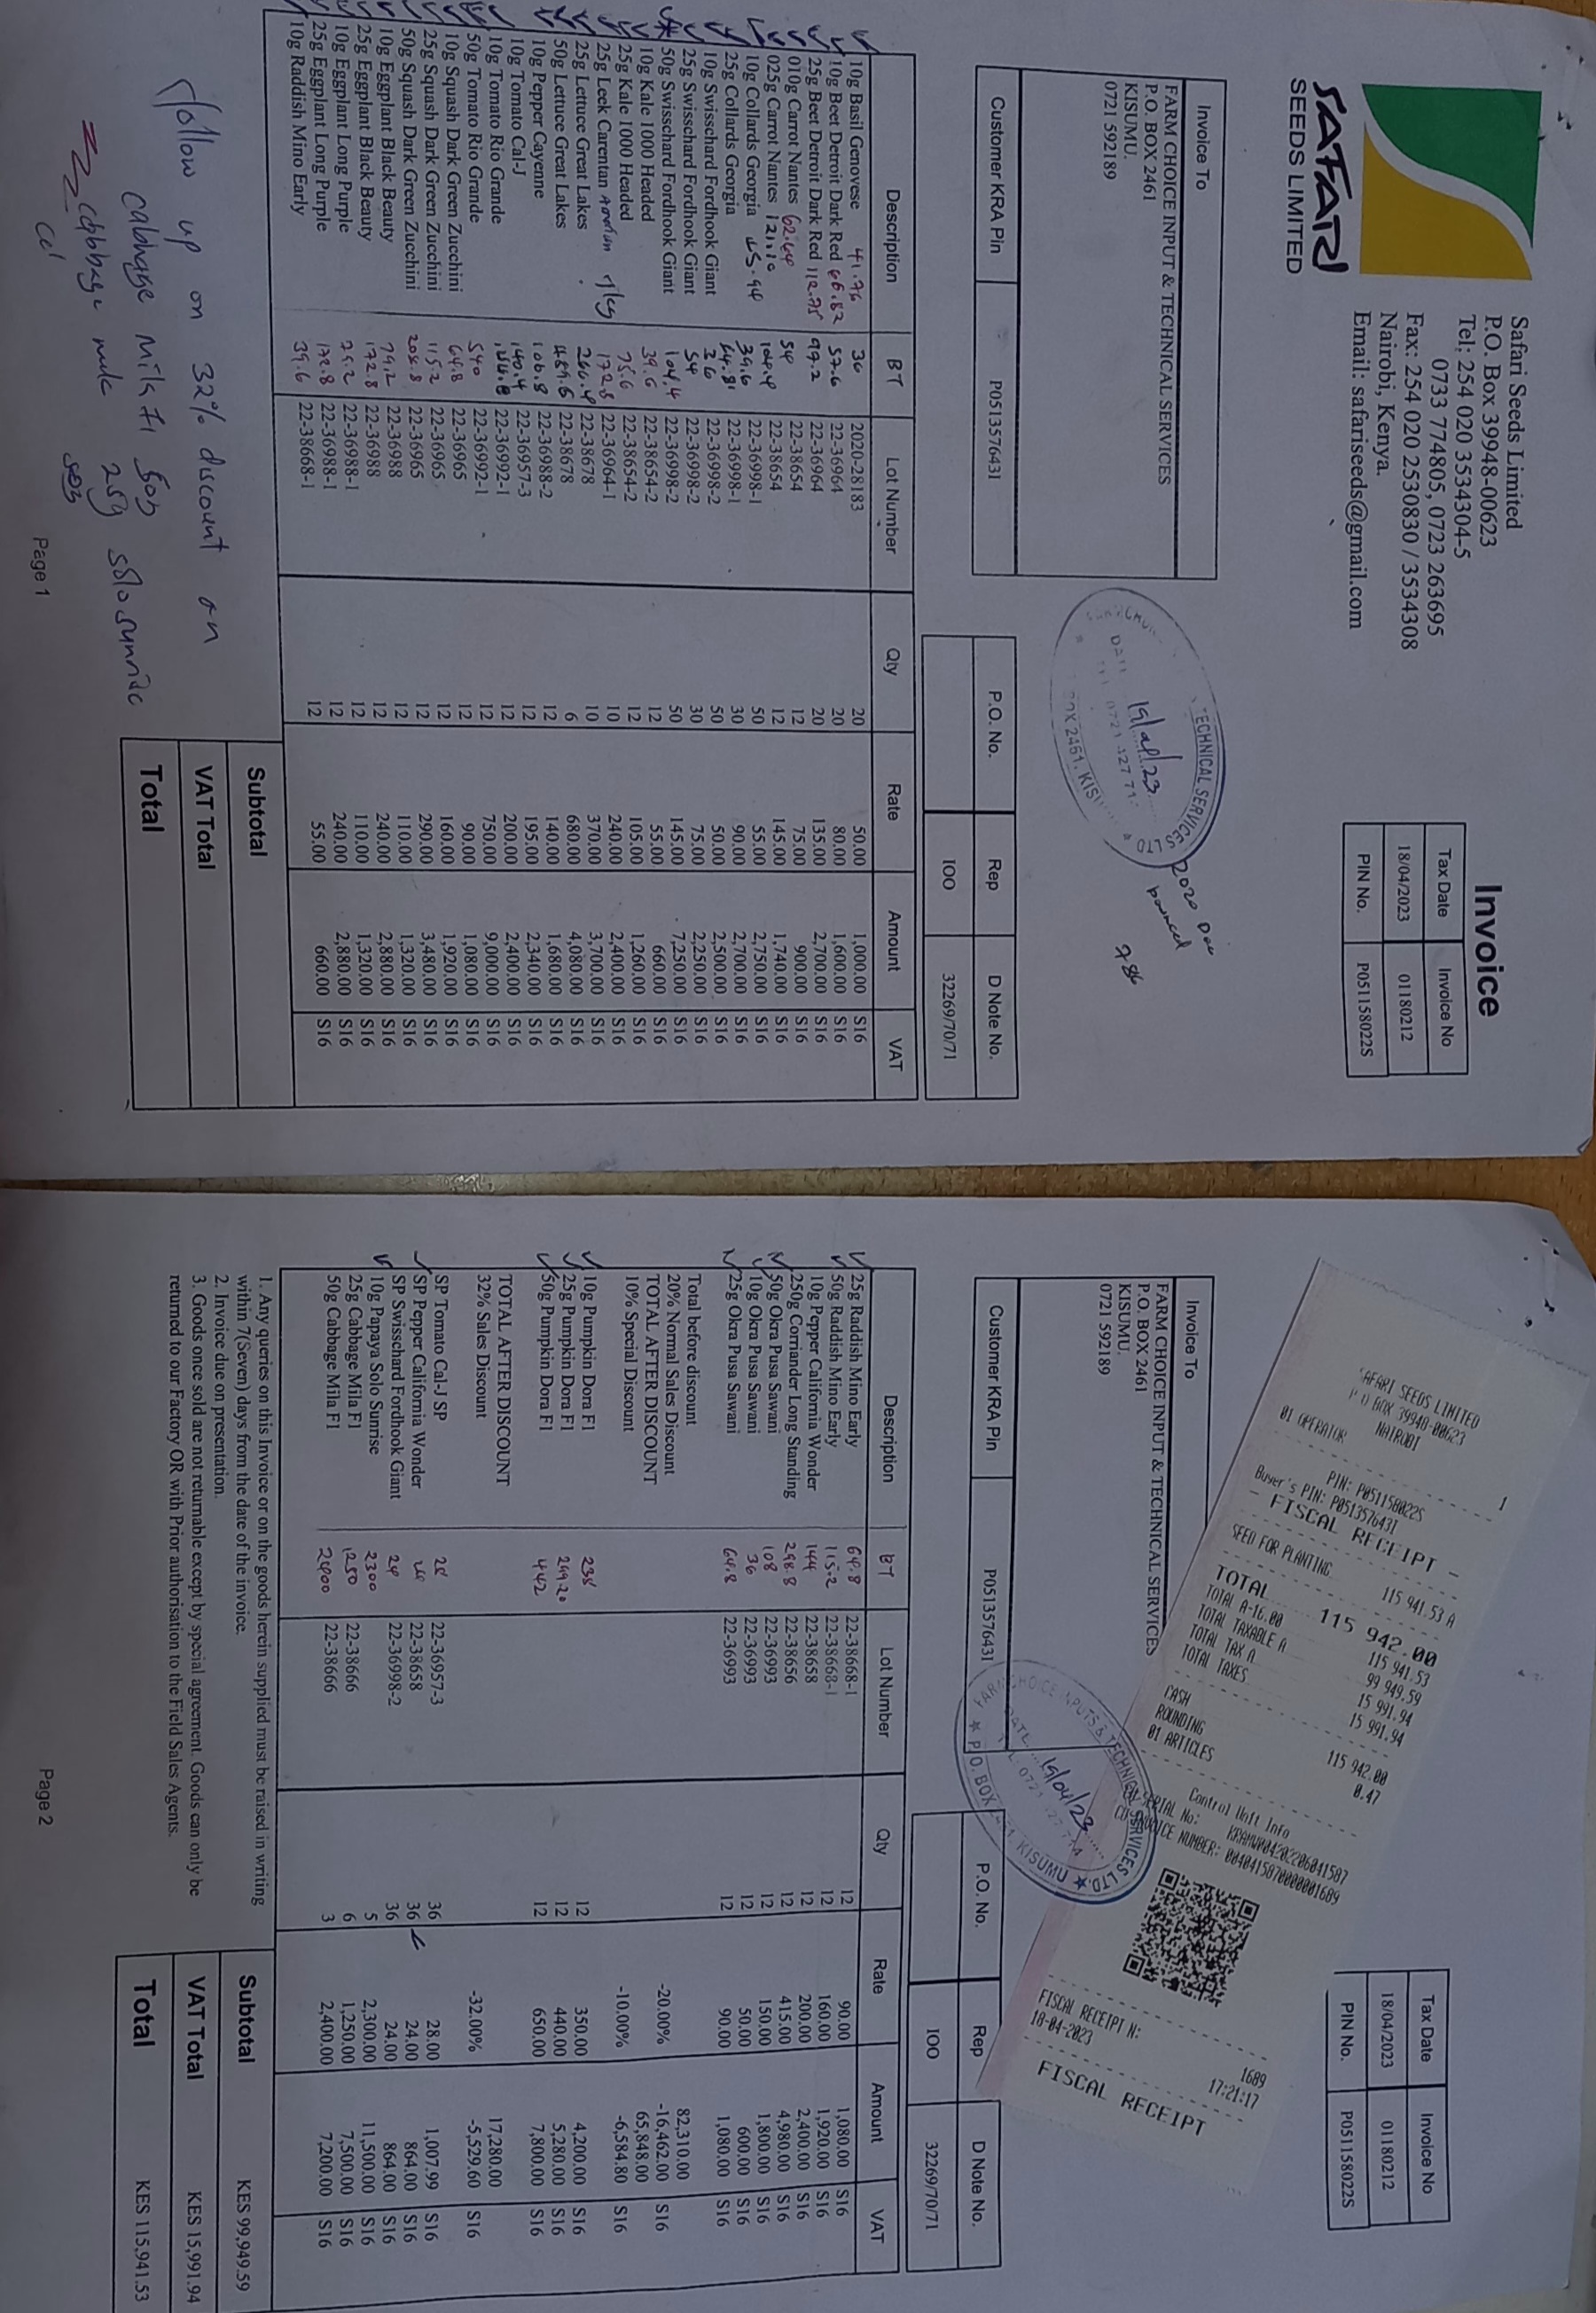 SAFARI
SEEDS LIMITED
Safari Seeds Limited
P.O. Box 39948-00623
Tel: 254 020 3534304-5
0733 774805, 0723 263695
Fax: 254 020 2530830 / 3534308
Nairobi, Kenya.
Email: safariseeds@gmail.com
Invoice
Tax Date Invoice No
18/04/2023 01180212
PIN No. P051158022S
Invoice To
FARM CHOICE INPUT & TECHNICAL SERVICES
P.O. BOX 2461
KISUMU.
0721 592189
Customer KRA Pin P051357643I
TECHNICAL SERVICES LTD
19/04/23
P.O. No. Rep D Note No.
IOO 32269/70/71
Description BT Lot Number Qty Rate Amount VAT
10g Basil Genovese 41.76 36 2020-28183 20 50.00 1,000.00 S16
10g Beet Detroit Dark Red 66.82 57.6 22-36964 20 80.00 1,600.00 S16
25g Beet Detroit Dark Red 112.75 97.2 22-36964 20 135.00 2,700.00 S16
010g Carrot Nantes 62.64 54 22-38654 12 75.00 900.00 S16
025g Carrot Nantes 121.10 104.4 22-38654 12 145.00 1,740.00 S16
10g Collards Georgia 45.94 39.6 22-36998-1 50 55.00 2,750.00 S16
25g Collards Georgia 64.8 22-36998-1 30 90.00 2,700.00 S16
10g Swisschard Fordhook Giant 36 22-36998-2 50 50.00 2,500.00 S16
25g Swisschard Fordhook Giant 54 22-36998-2 30 75.00 2,250.00 S16
50g Swisschard Fordhook Giant 104.4 22-36998-2 50 145.00 7,250.00 S16
10g Kale 1000 Headed 39.6 22-38654-2 12 55.00 660.00 S16
25g Kale 1000 Headed 75.6 22-38654-2 12 105.00 1,260.00 S16
25g Leek Carentan 172.8 22-36964-1 10 240.00 2,400.00 S16
25g Lettuce Great Lakes 266.4 22-38678 10 370.00 3,700.00 S16
50g Lettuce Great Lakes 489.6 22-38678 6 680.00 4,080.00 S16
10g Pepper Cayenne 100.8 22-36988-2 12 140.00 1,680.00 S16
10g Tomato Cal-J 140.4 22-36957-3 12 195.00 2,340.00 S16
10g Tomato Rio Grande 22-36992-1 12 200.00 2,400.00 S16
50g Tomato Rio Grande 540 22-36992-1 12 750.00 9,000.00 S16
10g Squash Dark Green Zucchini 64.8 22-36965 12 90.00 1,080.00 S16
25g Squash Dark Green Zucchini 115.2 22-36965 12 160.00 1,920.00 S16
50g Squash Dark Green Zucchini 208.8 22-36965 12 290.00 3,480.00 S16
10g Eggplant Black Beauty 79.2 22-36988 12 110.00 1,320.00 S16
25g Eggplant Black Beauty 172.8 22-36988 12 240.00 2,880.00 S16
10g Eggplant Long Purple 79.2 22-36988-1 12 110.00 1,320.00 S16
25g Eggplant Long Purple 172.8 22-36988-1 12 240.00 2,880.00 S16
10g Raddish Mino Early 39.6 22-38668-1 12 55.00 660.00 S16
Subtotal
VAT Total
Total
follow up on 32% discount on
cabbage Mila F1 50g solo sunrise
cabbage 25g
Page 1
SAFARI SEEDS LIMITED
P O BOX 39948-00623
NAIROBI
01 OPERATOR 1
PIN: P051158022S
Buyer's PIN: P051357643I
- FISCAL RECEIPT -
SEED FOR PLANTING 115 941.53 A
TOTAL 115 942.00
TOTAL A-16.00 115 941.53
TOTAL TAXABLE A 99 949.59
TOTAL TAX A 15 991.94
TOTAL TAXES 15 991.94
CASH 115 942.00
ROUNDING 0.47
01 ARTICLES
Control Unit Info
CU SERIAL No: KRAMW004202206041587
CU INVOICE NUMBER: 0040415870000001689
FISCAL RECEIPT N: 1689
18-04-2023 17:21:17
FISCAL RECEIPT
Tax Date Invoice No
18/04/2023 01180212
PIN No. P051158022S
Invoice To
FARM CHOICE INPUT & TECHNICAL SERVICES
P.O. BOX 2461
KISUMU.
0721 592189
Customer KRA Pin P051357643I
FARM CHOICE INPUTS & TECHNICAL SERVICES LTD.
DATE 19/04/23
KISUMU
P.O. No. Rep D Note No.
IOO 32269/70/71
Description BT Lot Number Qty Rate Amount VAT
25g Raddish Mino Early 64.8 22-38668-1 12 90.00 1,080.00 S16
50g Raddish Mino Early 115.2 22-38668-1 12 160.00 1,920.00 S16
10g Pepper California Wonder 144 22-38658 12 200.00 2,400.00 S16
250g Corriander Long Standing 298.8 22-38656 12 415.00 4,980.00 S16
50g Okra Pusa Sawani 108 22-36993 12 150.00 1,800.00 S16
10g Okra Pusa Sawani 36 22-36993 12 50.00 600.00 S16
25g Okra Pusa Sawani 64.8 22-36993 12 90.00 1,080.00 S16
Total before discount 82,310.00
20% Normal Sales Discount -20.00% -16,462.00 S16
TOTAL AFTER DISCOUNT 65,848.00
10% Special Discount -10.00% -6,584.80 S16
10g Pumpkin Dora F1 238 12 350.00 4,200.00 S16
25g Pumpkin Dora F1 299.20 12 440.00 5,280.00 S16
50g Pumpkin Dora F1 442 12 650.00 7,800.00 S16
TOTAL AFTER DISCOUNT 17,280.00
32% Sales Discount -32.00% -5,529.60 S16
SP Tomato Cal-J SP 28 22-36957-3 36 28.00 1,007.99 S16
SP Pepper California Wonder 22-38658 36 24.00 864.00 S16
SP Swisschard Fordhook Giant 24 22-36998-2 36 24.00 864.00 S16
10g Papaya Solo Sunrise 2300 5 2,300.00 11,500.00 S16
25g Cabbage Mila F1 1250 22-38666 6 1,250.00 7,500.00 S16
50g Cabbage Mila F1 2400 22-38666 3 2,400.00 7,200.00 S16
1. Any queries on this Invoice or on the goods herein supplied must be raised in writing
within 7(Seven) days from the date of the invoice.
2. Invoice due on presentation.
3. Goods once sold are not returnable except by special agreement. Goods can only be
returned to our Factory OR with Prior authorisation to the Field Sales Agents.
Subtotal KES 99,949.59
VAT Total KES 15,991.94
Total KES 115,941.53
Page 2